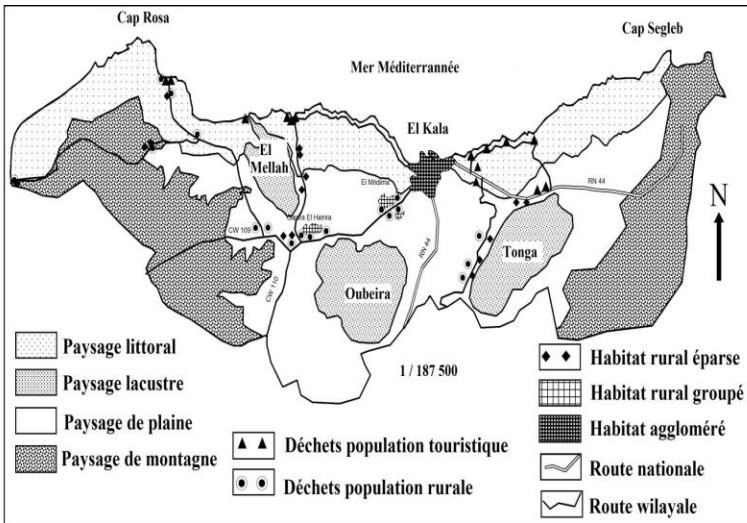 Cap Rosa
Cap Segleb
Mer Méditerrannée
El Kala
El
Mellah
El Mridima
RN 44
N
CW 109
Tonga
RN 44
CW 110
Oubeira
1 / 187 500
Paysage littoral
Paysage lacustre
Paysage de plaine
Paysage de montagne
Déchets population touristique
Déchets population rurale
Habitat rural éparse
Habitat rural groupé
Habitat aggloméré
Route nationale
Route wilayale